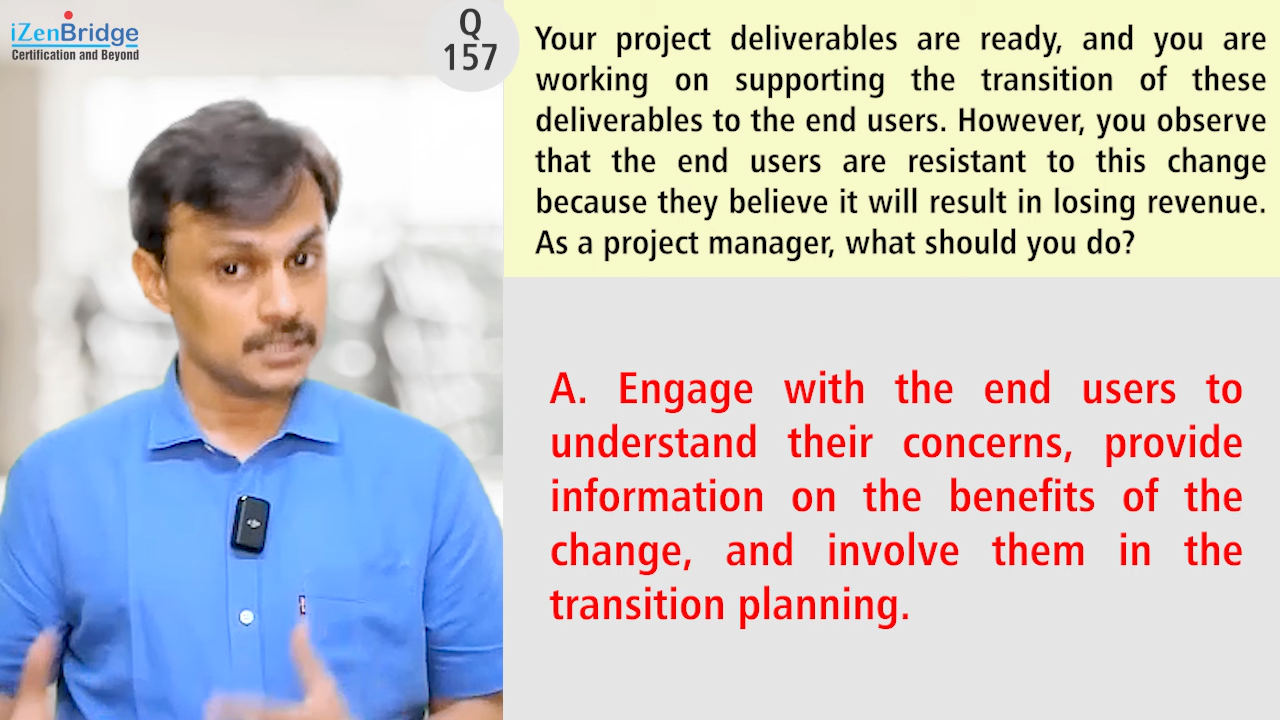 iZenBridge
Certification and Beyond
Q
157
Your project deliverables are ready, and you are
working on supporting the transition of these
deliverables to the end users. However, you observe
that the end users are resistant to this change
because they believe it will result in losing revenue.
As a project manager, what should you do?
A. Engage with the end users to
understand their concerns, provide
information on the benefits of the
change, and involve them in the
transition planning.